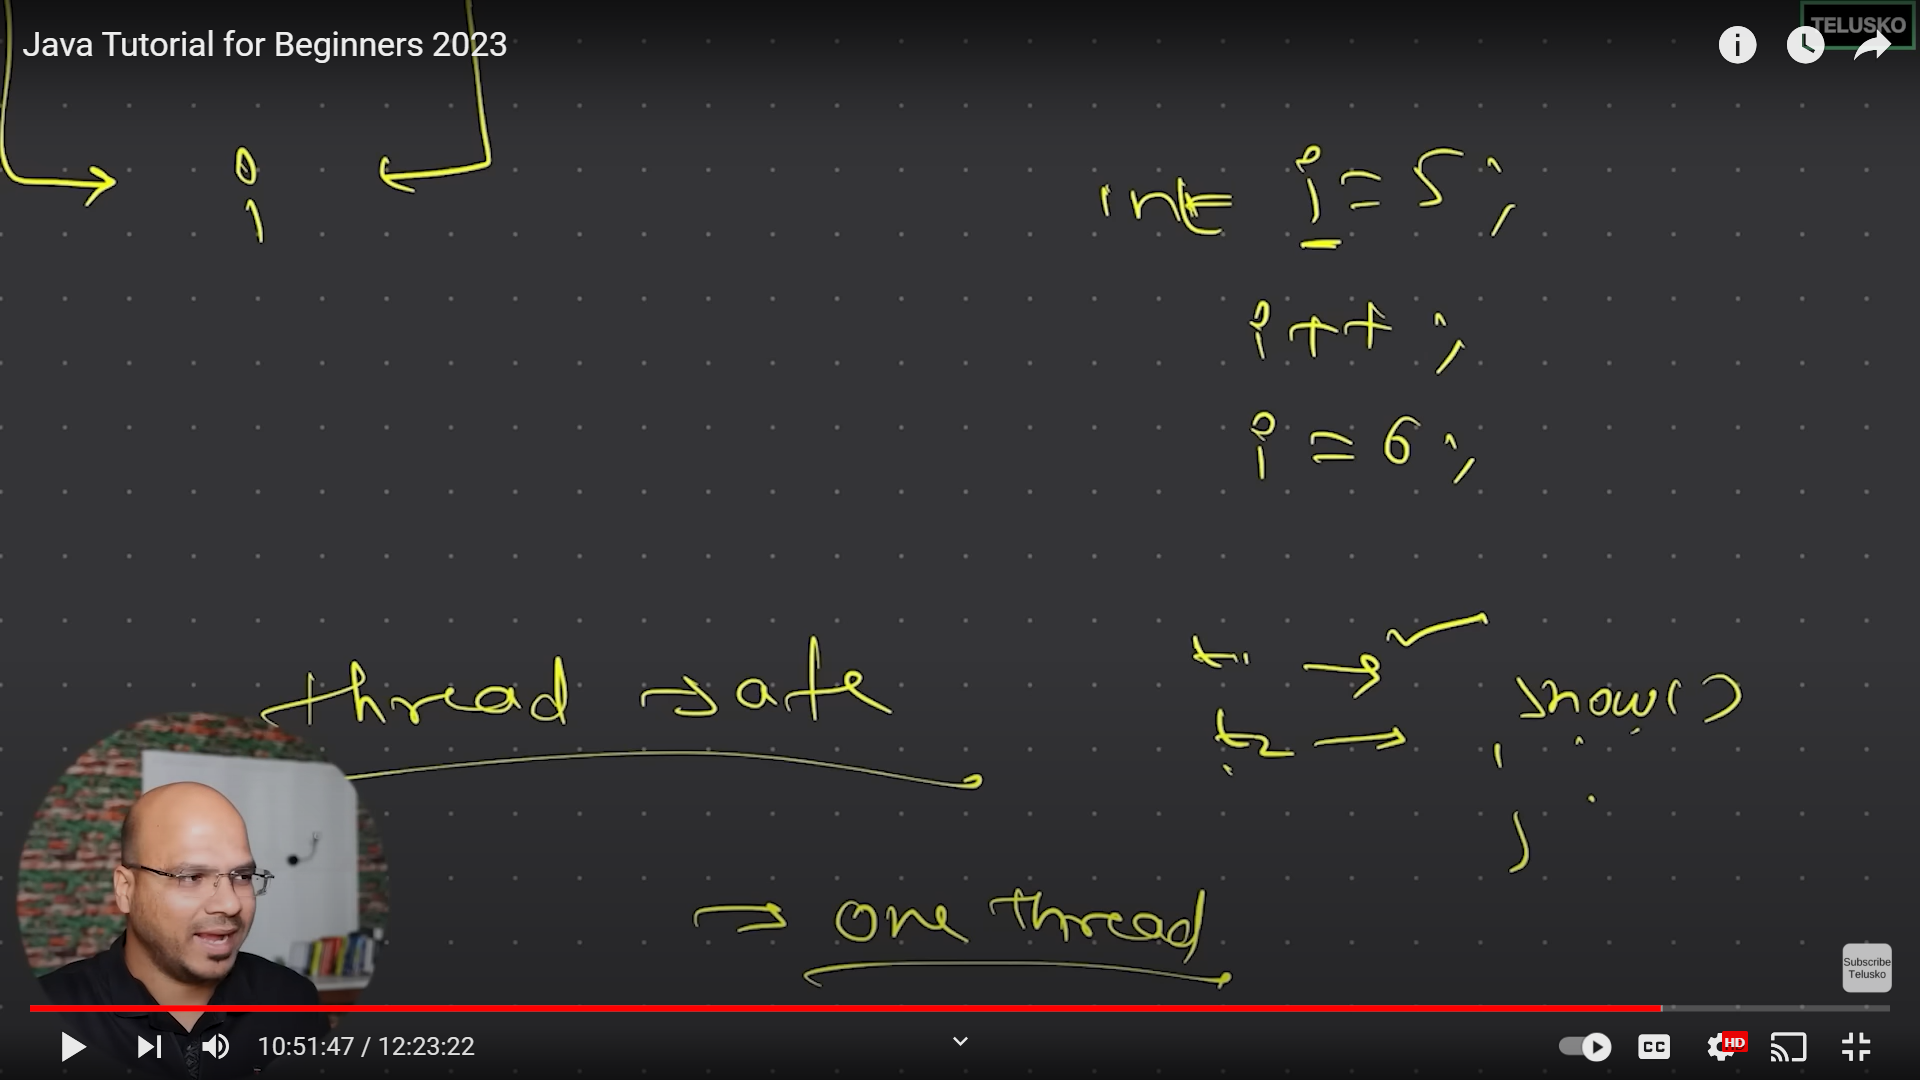 Java Tutorial for Beginners 2023
TELUSKO
i
int i = 5;
i++;
i = 6;
thread safe
t1 → show()
t2 →
→ one thread
Subscribe
Telusko
10:51:47 / 12:23:22
CC
HD